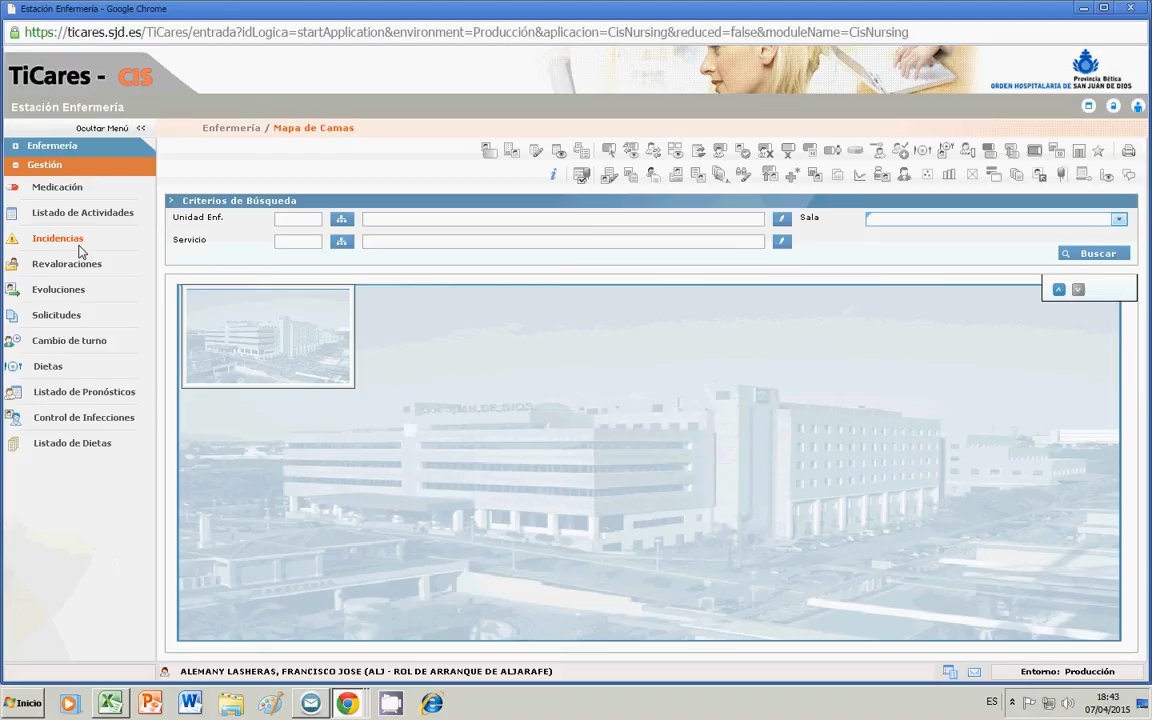 Estación Enfermería - Google Chrome
https://ticares.sjd.es/TiCares/entrada?idLogica=startApplication&environment=Producción&aplicacion=CisNursing&reduced=false&moduleName=CisNursing
TiCares - CIS
Provincia Bética
ORDEN HOSPITALARIA DE SAN JUAN DE DIOS
Estación Enfermería
Ocultar Menú <<
Enfermería / Mapa de Camas
Enfermería
Gestión
Medicación
Listado de Actividades
Incidencias
Revaloraciones
Evoluciones
Solicitudes
Cambio de turno
Dietas
Listado de Pronósticos
Control de Infecciones
Listado de Dietas
Criterios de Búsqueda
Unidad Enf.
Sala
Servicio
Buscar
SAN JUAN DE DIOS
ALEMANY LASHERAS, FRANCISCO JOSE (ALJ - ROL DE ARRANQUE DE ALJARAFE)
Entorno: Producción
Inicio
ES
18:43
07/04/2015